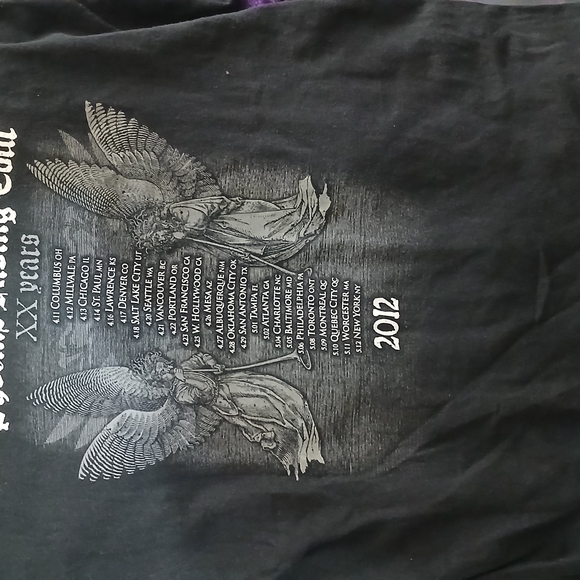 XX years
4.11 COLUMBUS OH
4.12 MILLVALE PA
4.13 CHICAGO IL
4.14 ST. PAUL MN
4.16 LAWRENCE KS
4.17 DENVER CO
4.18 SALT LAKE CITY UT
4.20 SEATTLE WA
4.21 VANCOUVER BC
4.22 PORTLAND OR
4.23 SAN FRANCISCO CA
4.25 W. HOLLYWOOD CA
4.26 MESA AZ
4.27 ALBUQUERQUE NM
4.28 OKLAHOMA CITY OK
4.29 SAN ANTONIO TX
5.01 TAMPA FL
5.02 ATLANTA GA
5.04 CHARLOTTE NC
5.05 BALTIMORE MD
5.06 PHILADELPHIA PA
5.08 TORONTO ONT
5.09 MONTREAL QC
5.10 QUEBEC CITY QC
5.11 WORCESTER MA
5.12 NEW YORK NY
2012